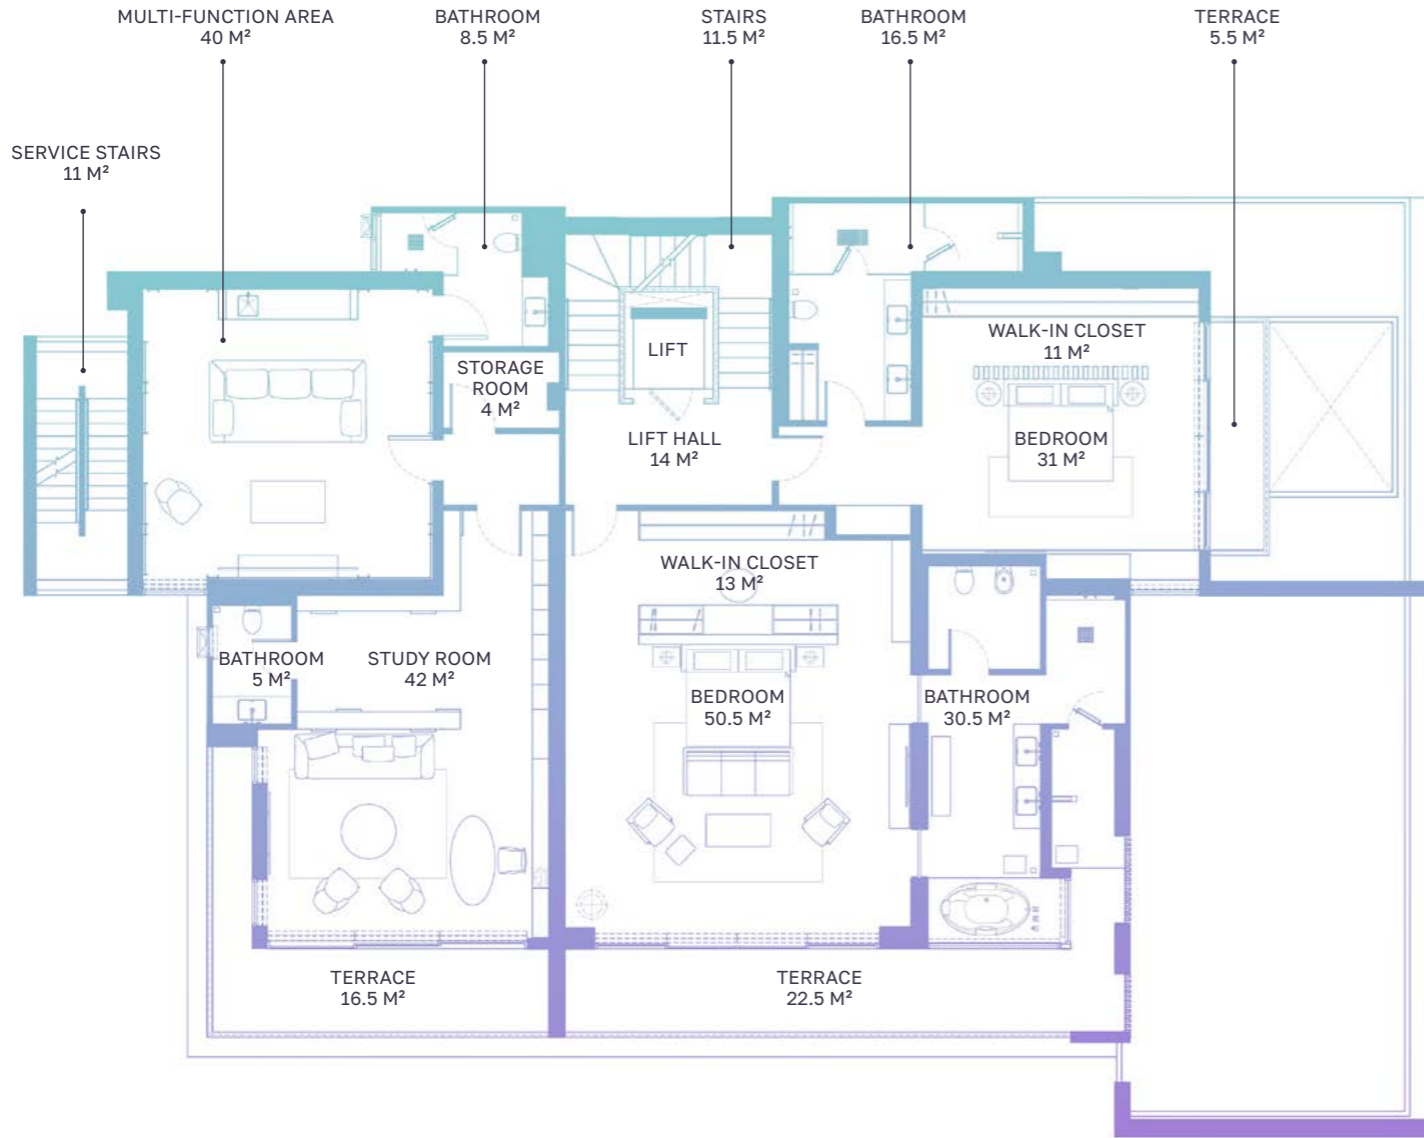 MULTI-FUNCTION AREA
40 M²
BATHROOM
8.5 M²
STAIRS
11.5 M²
BATHROOM
16.5 M²
TERRACE
5.5 M²
SERVICE STAIRS
11 M²
LIFT
STORAGE
ROOM
4 M²
WALK-IN CLOSET
11 M²
LIFT HALL
14 M²
BEDROOM
31 M²
WALK-IN CLOSET
13 M²
BATHROOM
5 M²
STUDY ROOM
42 M²
BEDROOM
50.5 M²
BATHROOM
30.5 M²
TERRACE
16.5 M²
TERRACE
22.5 M²